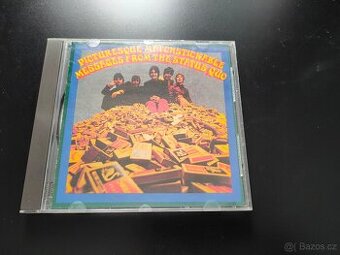 PICTURESQUE MATCHSTICKABLE
MESSAGES FROM THE STATUS QUO
Bazos.cz